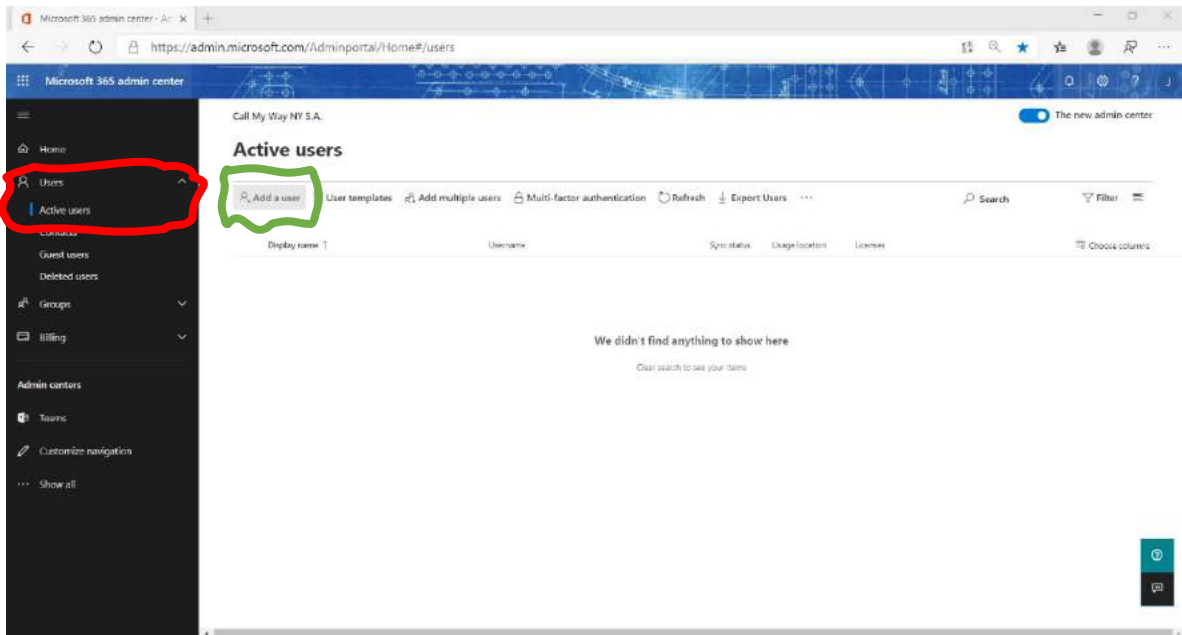 Microsoft 365 admin center - Ac
https://admin.microsoft.com/Adminportal/Home#/users
Microsoft 365 admin center
?
J
Call My Way NY S.A.
The new admin center
Home
Active users
Users
Add a user
User templates
Add multiple users
Multi-factor authentication
Refresh
Export Users
Search
Filter
Active users
Contacts
Display name ↑
Username
Sync status
Usage location
Licenses
Choose columns
Guest users
Deleted users
Groups
Billing
We didn't find anything to show here
Clear search to see your items
Admin centers
Teams
Customize navigation
Show all